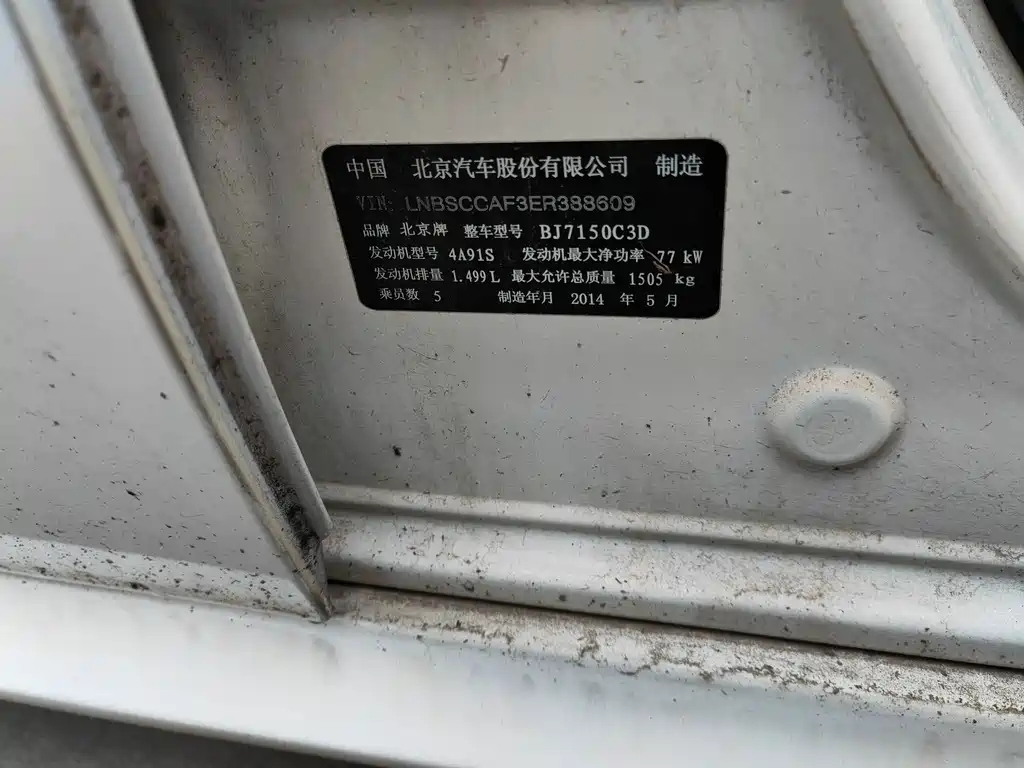 中国 北京汽车股份有限公司 制造
VIN: LNBSCCAF3ER388609
品牌 北京牌 整车型号 BJ7150C3D
发动机型号 4A91S 发动机最大净功率 77 kW
发动机排量 1.499L 最大允许总质量 1505 kg
乘员数 5 制造年月 2014 年 5 月